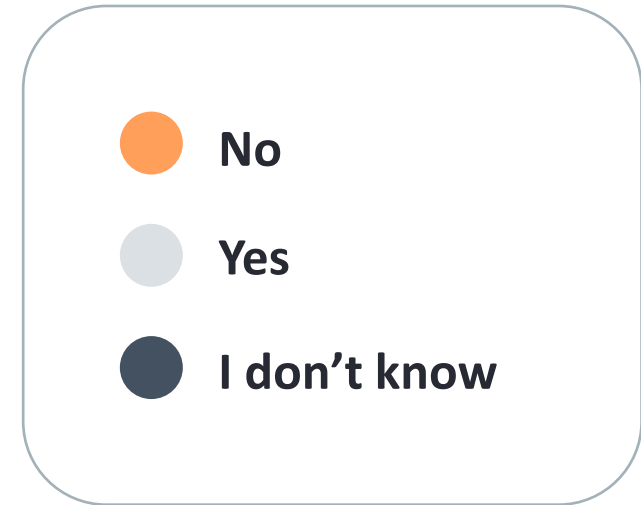 No
Yes
I don’t know